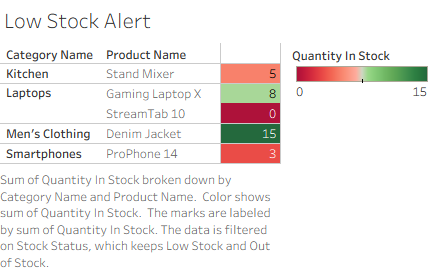 Low Stock Alert
Category Name Product Name
Kitchen Stand Mixer 5
Laptops Gaming Laptop X 8
StreamTab 10 0
Men's Clothing Denim Jacket 15
Smartphones ProPhone 14 3
Quantity In Stock
0 15
Sum of Quantity In Stock broken down by
Category Name and Product Name. Color shows
sum of Quantity In Stock. The marks are labeled
by sum of Quantity In Stock. The data is filtered
on Stock Status, which keeps Low Stock and Out
of Stock.